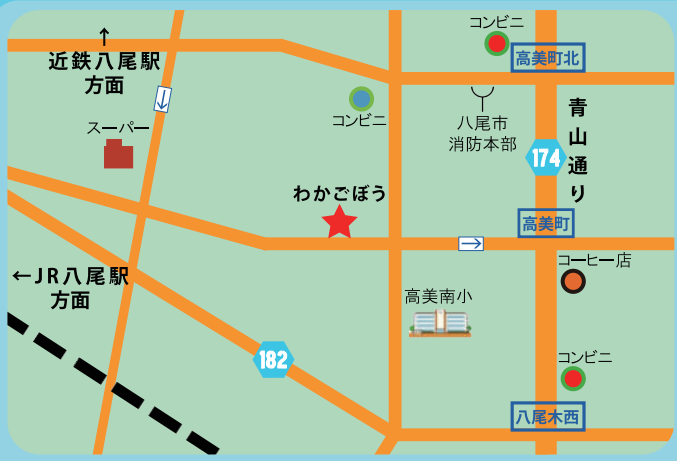 コンビニ
↑
近鉄八尾駅
方面
高美町北
スーパー
コンビニ
八尾市
消防本部
青山通り
174
わかごぼう
高美町
コーヒー店
←JR八尾駅
方面
高美南小
182
コンビニ
八尾木西